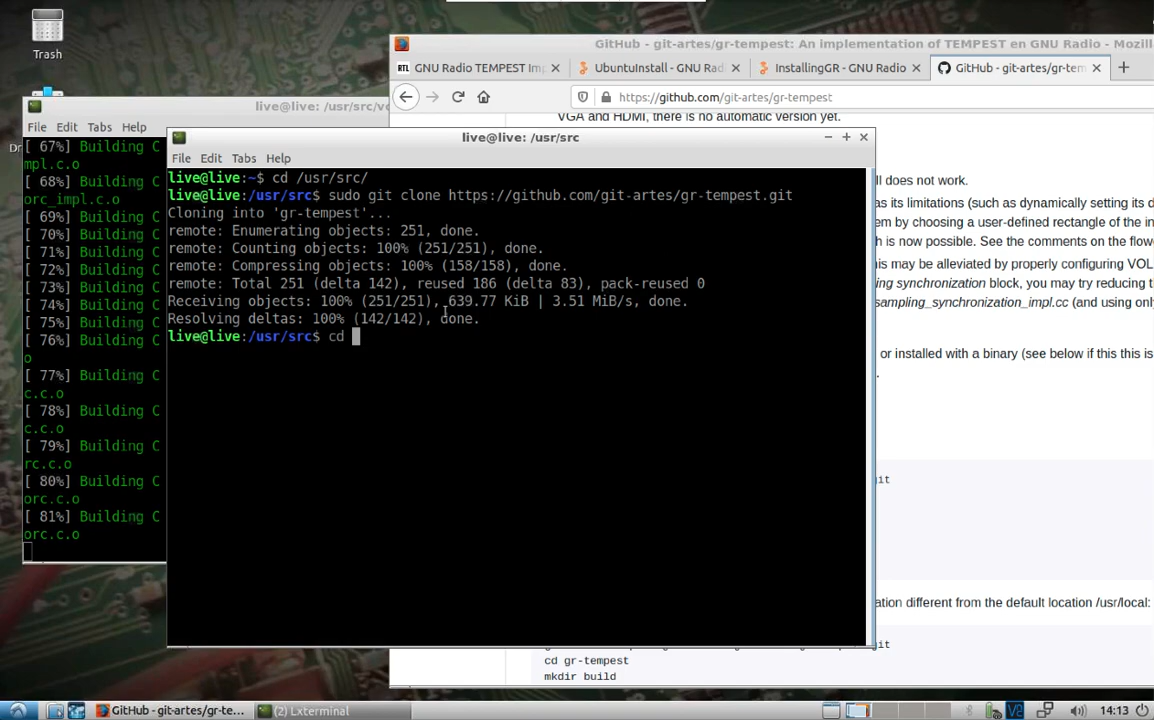 Trash
live@live: /usr/src/v
File Edit Tabs Help
[ 67%] Building C
mpl.c.o
[ 68%] Building C
orc_impl.c.o
[ 69%] Building C
[ 70%] Building C
[ 71%] Building C
[ 72%] Building C
[ 73%] Building C
[ 74%] Building C
[ 75%] Building C
[ 76%] Building C
o
[ 77%] Building C
c.c.o
[ 78%] Building C
c.c.o
[ 79%] Building C
rc.c.o
[ 80%] Building C
orc.c.o
[ 81%] Building C
orc.c.o
GitHub - git-artes/gr-tempest: An implementation of TEMPEST en GNU Radio - Mozill
RTL GNU Radio TEMPEST Im
UbuntuInstall - GNU Rad
InstallingGR - GNU Radio
GitHub - git-artes/gr-tem
https://github.com/git-artes/gr-tempest
VGA and HDMI, there is no automatic version yet.
live@live: /usr/src
File Edit Tabs Help
live@live:~$ cd /usr/src/
live@live:/usr/src$ sudo git clone https://github.com/git-artes/gr-tempest.git
Cloning into 'gr-tempest'...
remote: Enumerating objects: 251, done.
remote: Counting objects: 100% (251/251), done.
remote: Compressing objects: 100% (158/158), done.
remote: Total 251 (delta 142), reused 186 (delta 83), pack-reused 0
Receiving objects: 100% (251/251), 639.77 KiB | 3.51 MiB/s, done.
Resolving deltas: 100% (142/142), done.
live@live:/usr/src$ cd
ll does not work.
as its limitations (such as dynamically setting its
em by choosing a user-defined rectangle of the in
h is now possible. See the comments on the flow
his may be alleviated by properly configuring VOL
ng synchronization block, you may try reducing t
sampling_synchronization_impl.cc (and using only
or installed with a binary (see below if this this is
git
ation different from the default location /usr/local:
git
cd gr-tempest
mkdir build
GitHub - git-artes/gr-te...
(2) Lxterminal
14:13